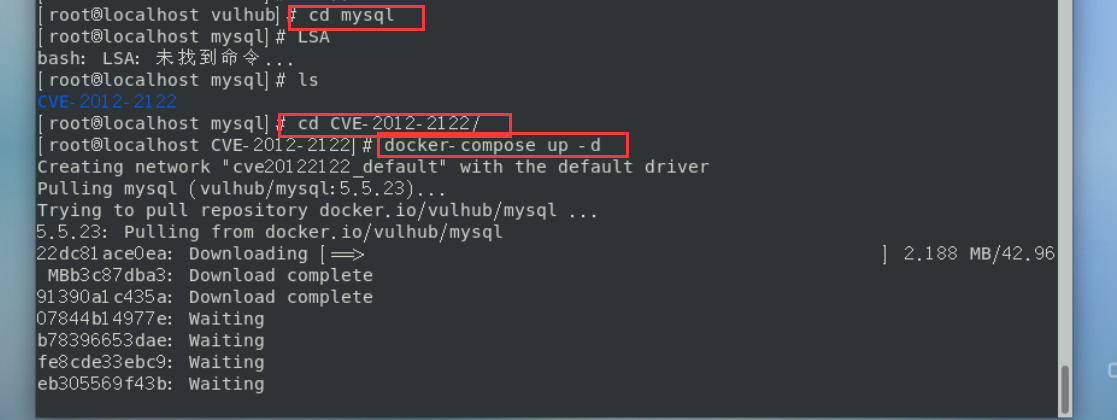 [root@localhost vulhub]# cd mysql
[root@localhost mysql]# LSA
bash: LSA: 未找到命令...
[root@localhost mysql]# ls
CVE-2012-2122
[root@localhost mysql]# cd CVE-2012-2122/
[root@localhost CVE-2012-2122]# docker-compose up -d
Creating network "cve20122122_default" with the default driver
Pulling mysql (vulhub/mysql:5.5.23)...
Trying to pull repository docker.io/vulhub/mysql ...
5.5.23: Pulling from docker.io/vulhub/mysql
22dc81ace0ea: Downloading [==> ] 2.188 MB/42.96
MBb3c87dba3: Download complete
91390a1c435a: Download complete
07844b14977e: Waiting
b78396653dae: Waiting
fe8cde33ebc9: Waiting
eb305569f43b: Waiting